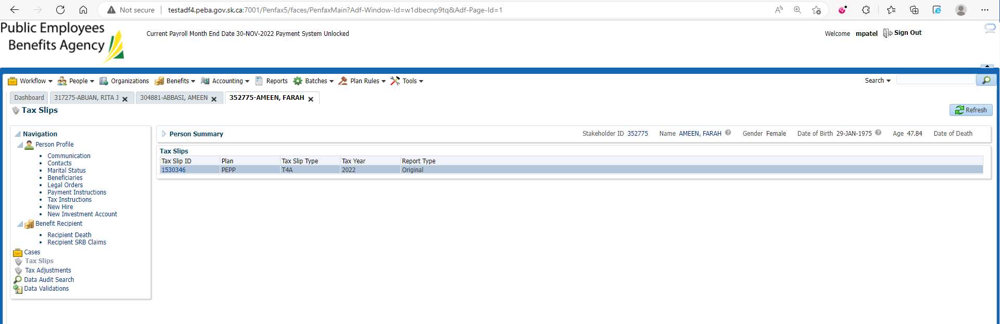 Not secure testadf4.peba.gov.sk.ca:7001/Penfax5/faces/PenfaxMain?Adf-Window-Id=w1dbecnp9tq&Adf-Page-Id=1
Public Employees
Benefits Agency
Current Payroll Month End Date 30-NOV-2022 Payment System Unlocked
Welcome mpatel Sign Out
Workflow People Organizations Benefits Accounting Reports Batches Plan Rules Tools Search
Dashboard 317275-ABUAN, RITA J 304881-ABBASI, AMEEN 352775-AMEEN, FARAH
Tax Slips
Refresh
Navigation
Person Profile
Communication
Contacts
Marital Status
Beneficiaries
Legal Orders
Payment Instructions
Tax Instructions
New Hire
New Investment Account
Benefit Recipient
Recipient Death
Recipient SRB Claims
Cases
Tax Slips
Tax Adjustments
Data Audit Search
Data Validations
Person Summary Stakeholder ID 352775 Name AMEEN, FARAH Gender Female Date of Birth 29-JAN-1975 Age 47.84 Date of Death
Tax Slips
Tax Slip ID Plan Tax Slip Type Tax Year Report Type
1530346 PEPP T4A 2022 Original